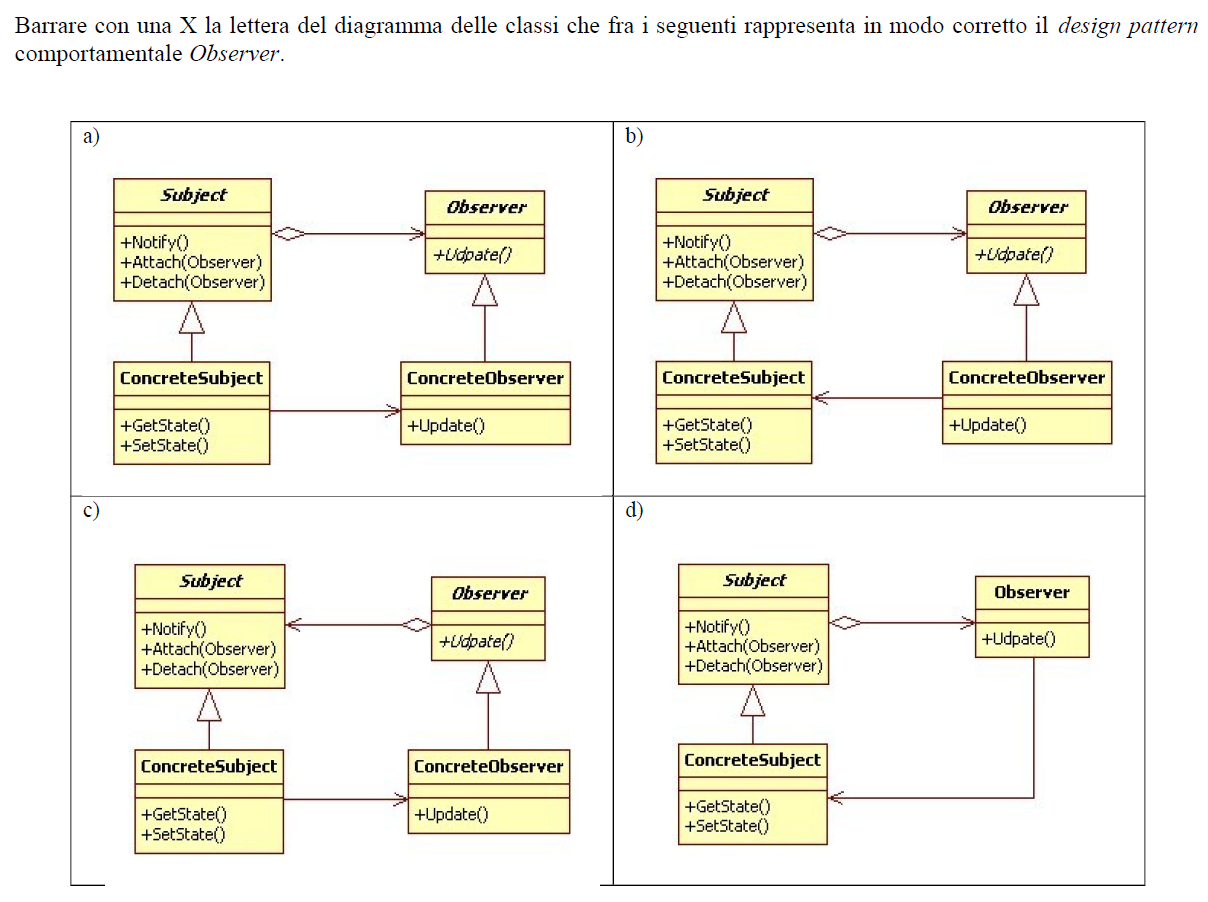 Barrare con una X la lettera del diagramma delle classi che fra i seguenti rappresenta in modo corretto il design pattern
comportamentale Observer.
a)
Subject
+Notify()
+Attach(Observer)
+Detach(Observer)
Observer
+Udpate()
ConcreteSubject
+GetState()
+SetState()
ConcreteObserver
+Update()
b)
Subject
+Notify()
+Attach(Observer)
+Detach(Observer)
Observer
+Udpate()
ConcreteSubject
+GetState()
+SetState()
ConcreteObserver
+Update()
c)
Subject
+Notify()
+Attach(Observer)
+Detach(Observer)
Observer
+Udpate()
ConcreteSubject
+GetState()
+SetState()
ConcreteObserver
+Update()
d)
Subject
+Notify()
+Attach(Observer)
+Detach(Observer)
Observer
+Udpate()
ConcreteSubject
+GetState()
+SetState()